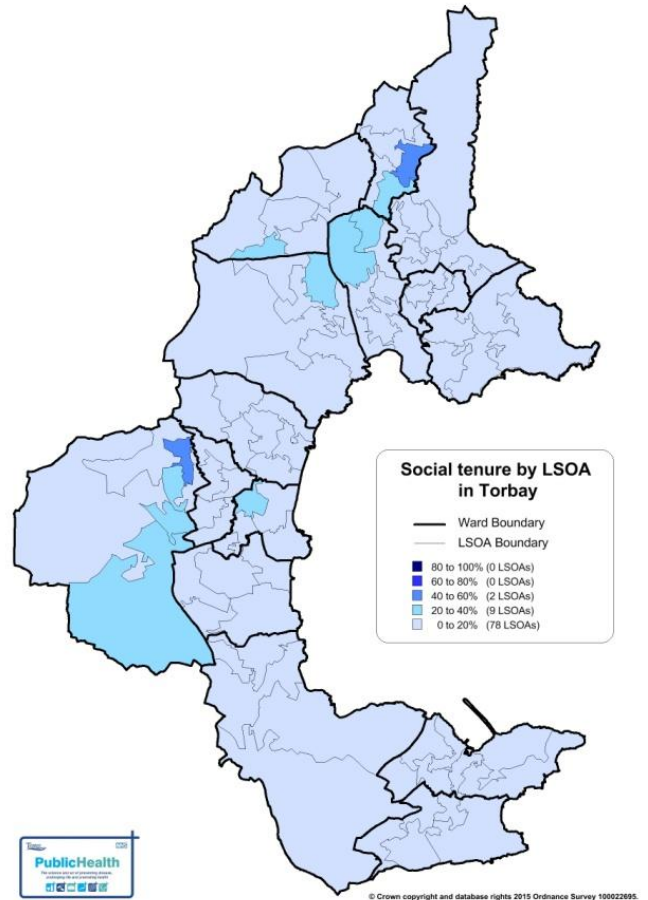 Social tenure by LSOA
in Torbay
Ward Boundary
LSOA Boundary
80 to 100% (0 LSOAs)
60 to 80% (0 LSOAs)
40 to 60% (2 LSOAs)
20 to 40% (9 LSOAs)
0 to 20% (78 LSOAs)
PublicHealth
© Crown copyright and database rights 2015 Ordnance Survey 100022695.